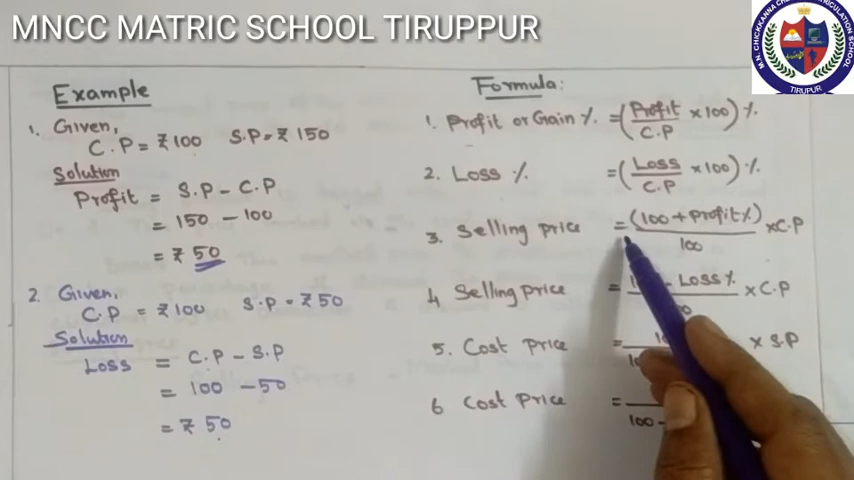 MNCC MATRIC SCHOOL TIRUPPUR
TIRUPUR
Example
1. Given,
C.P = ₹100 S.P = ₹ 150
Solution
Profit = S.P - C.P
= 150 - 100
= ₹ 50
2. Given,
C.P = ₹100 S.P = ₹50
Solution
Loss = C.P - S.P
= 100 - 50
= ₹ 50
Formula:
1. Profit or Gain % = (Profit / C.P × 100) %
2. Loss % = (Loss / C.P × 100) %
3. Selling price = (100 + Profit %) / 100 × C.P
4 Selling price = Loss % × C.P
5. Cost price = × S.P
6 Cost price = 100 -